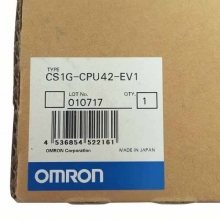 TYPE
CS1G-CPU42-EV1
LOT No. QTY.
010717 1
4 536854 522161
OMRON Corporation MADE IN JAPAN
OMRON